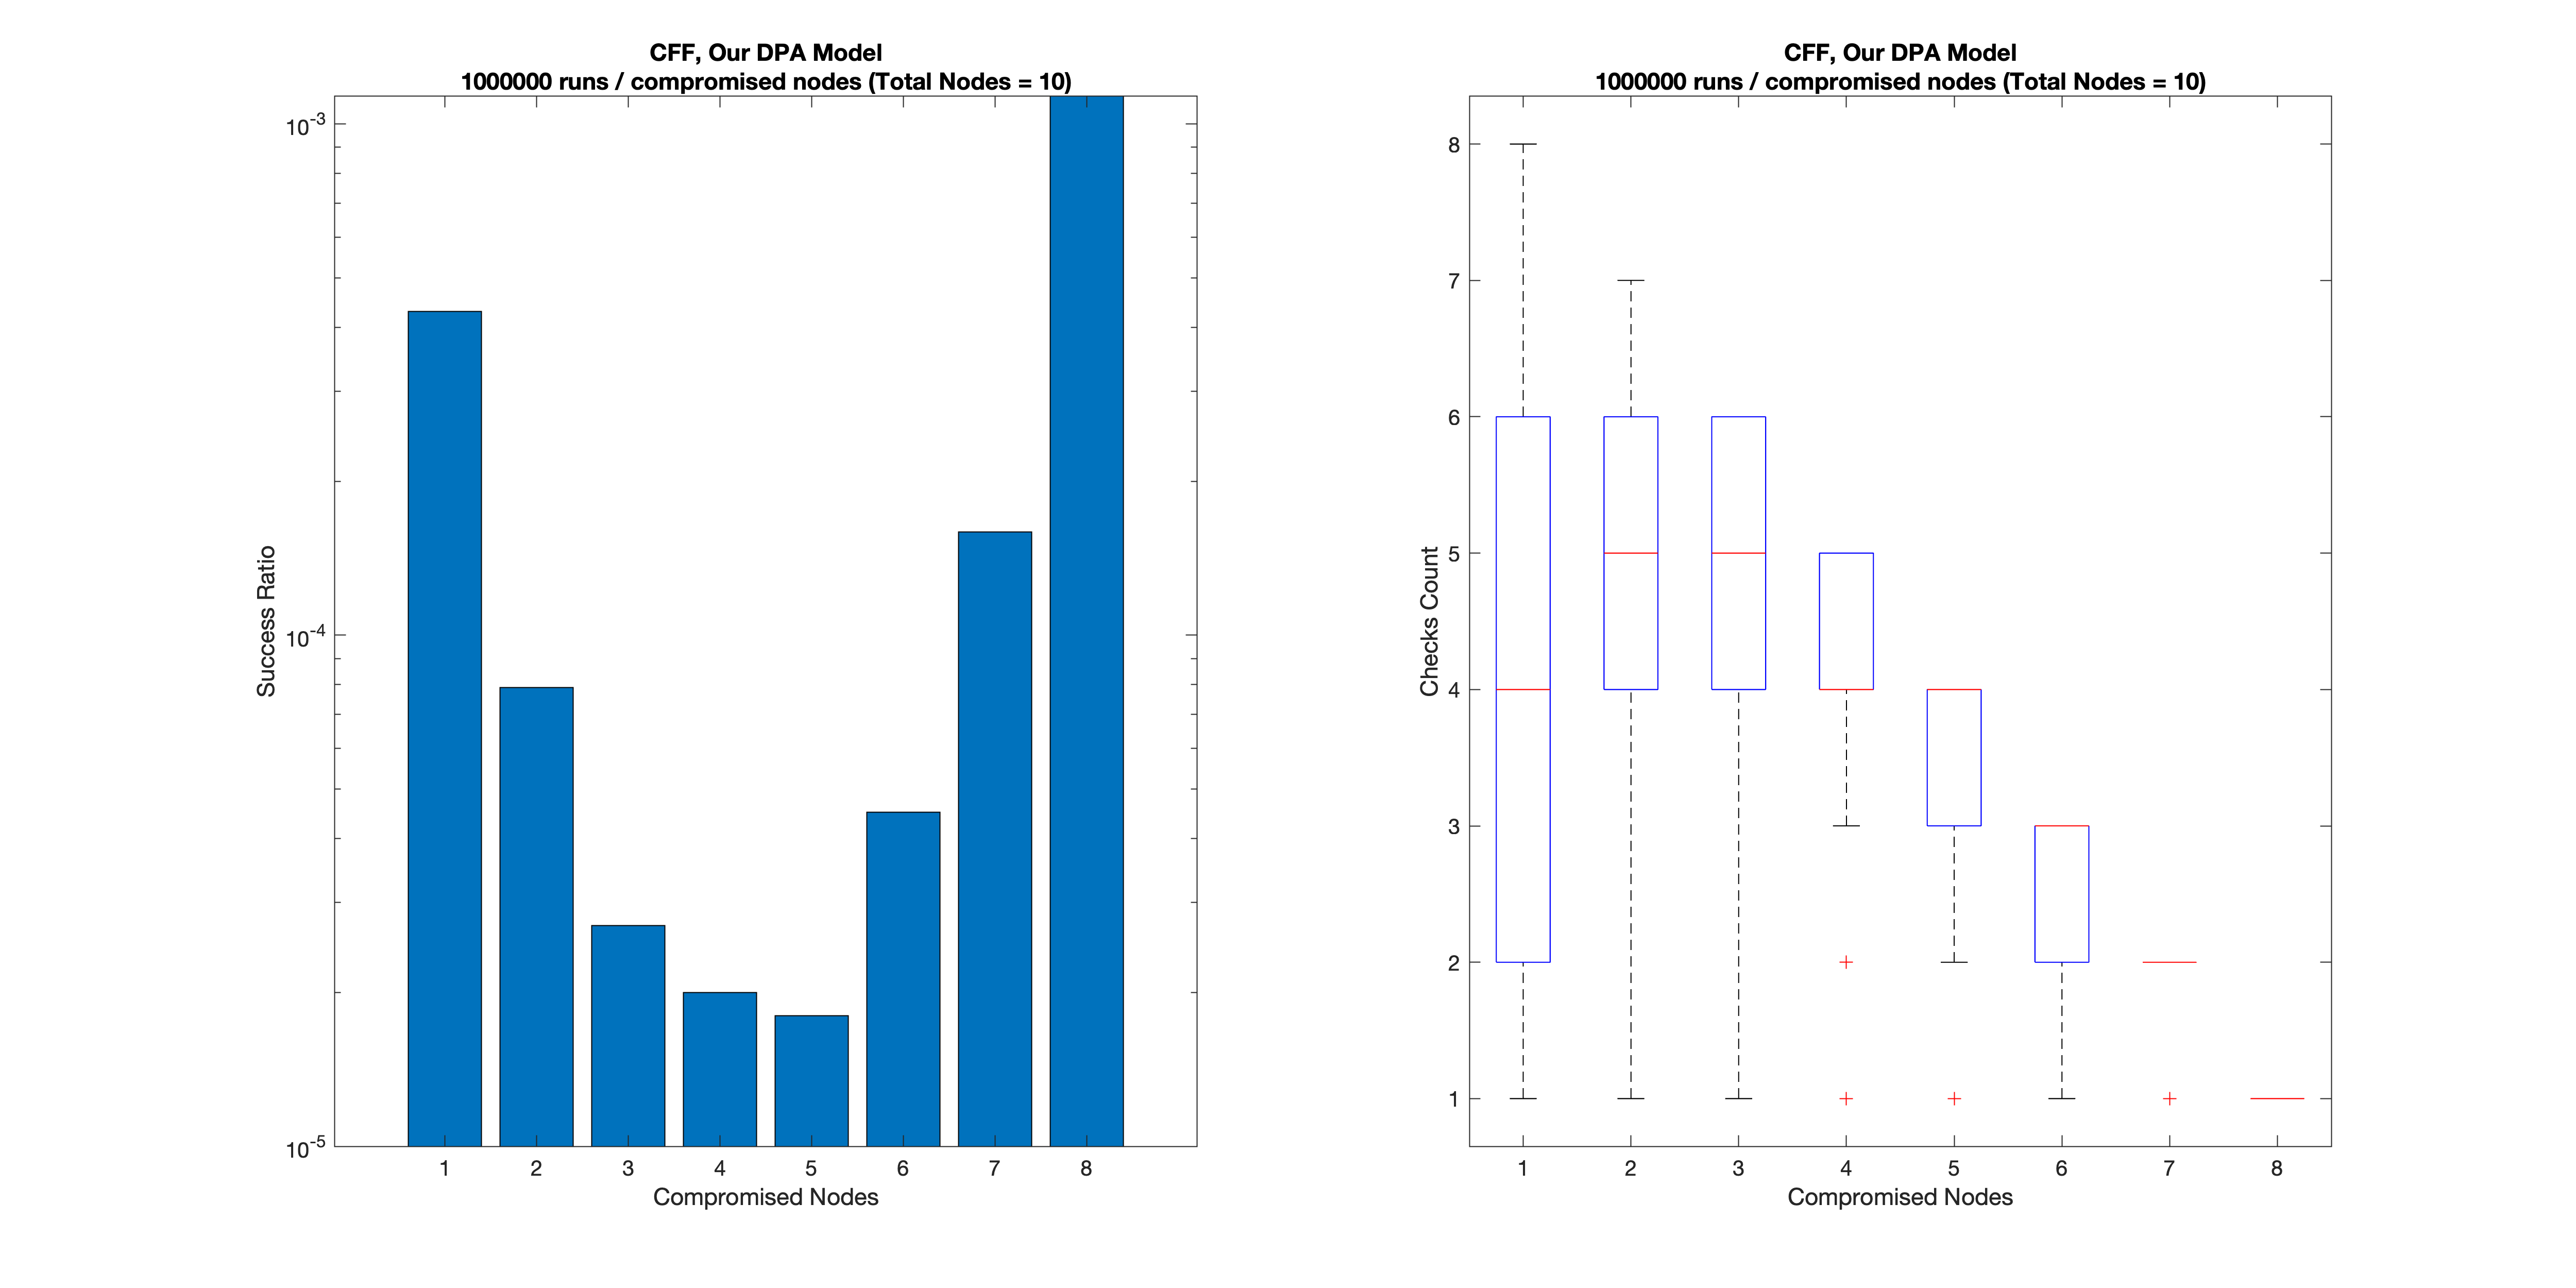 CFF, Our DPA Model
1000000 runs / compromised nodes (Total Nodes = 10)
10^-3
10^-4
10^-5
Success Ratio
1 2 3 4 5 6 7 8
Compromised Nodes
CFF, Our DPA Model
1000000 runs / compromised nodes (Total Nodes = 10)
8
7
6
5
4
3
2
1
Checks Count
1 2 3 4 5 6 7 8
Compromised Nodes